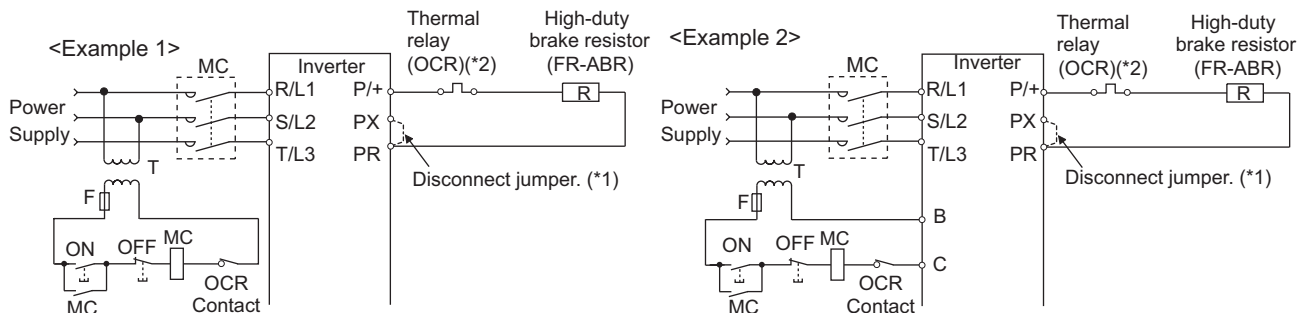 <Example 1>
MC
Power
Supply
T
F
ON
OFF
MC
MC
OCR
Contact
Inverter
R/L1
S/L2
T/L3
P/+
PX
PR
Thermal
relay
(OCR)(*2)
High-duty
brake resistor
(FR-ABR)
R
Disconnect jumper. (*1)
<Example 2>
MC
Power
Supply
T
F
ON
OFF
MC
MC
OCR
Contact
Inverter
R/L1
S/L2
T/L3
B
C
P/+
PX
PR
Thermal
relay
(OCR)(*2)
High-duty
brake resistor
(FR-ABR)
R
Disconnect jumper. (*1)